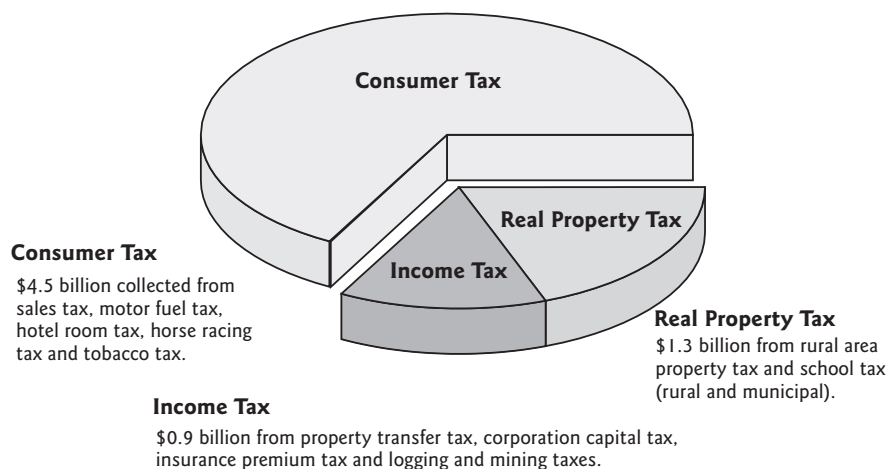 Consumer Tax
Real Property Tax
Income Tax
Consumer Tax
$4.5 billion collected from
sales tax, motor fuel tax,
hotel room tax, horse racing
tax and tobacco tax.
Real Property Tax
$1.3 billion from rural area
property tax and school tax
(rural and municipal).
Income Tax
$0.9 billion from property transfer tax, corporation capital tax,
insurance premium tax and logging and mining taxes.